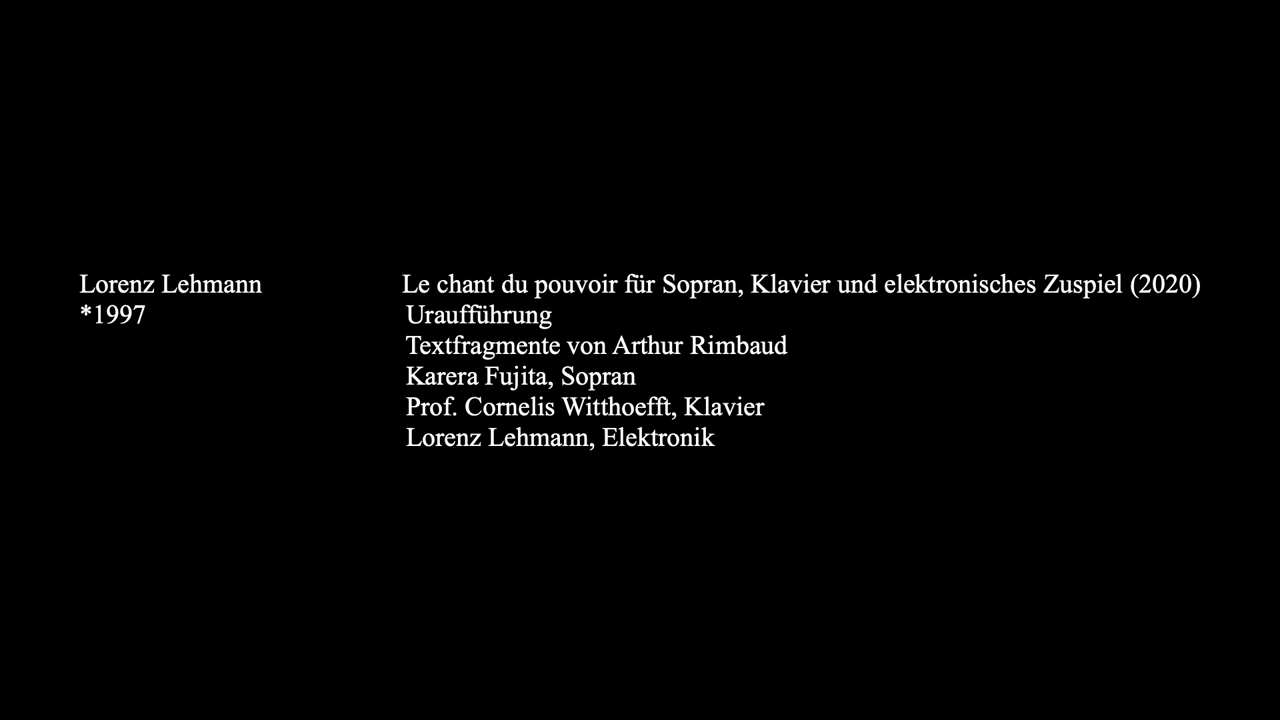 Lorenz Lehmann Le chant du pouvoir für Sopran, Klavier und elektronisches Zuspiel (2020)
*1997 Uraufführung
Textfragmente von Arthur Rimbaud
Karera Fujita, Sopran
Prof. Cornelis Witthoefft, Klavier
Lorenz Lehmann, Elektronik